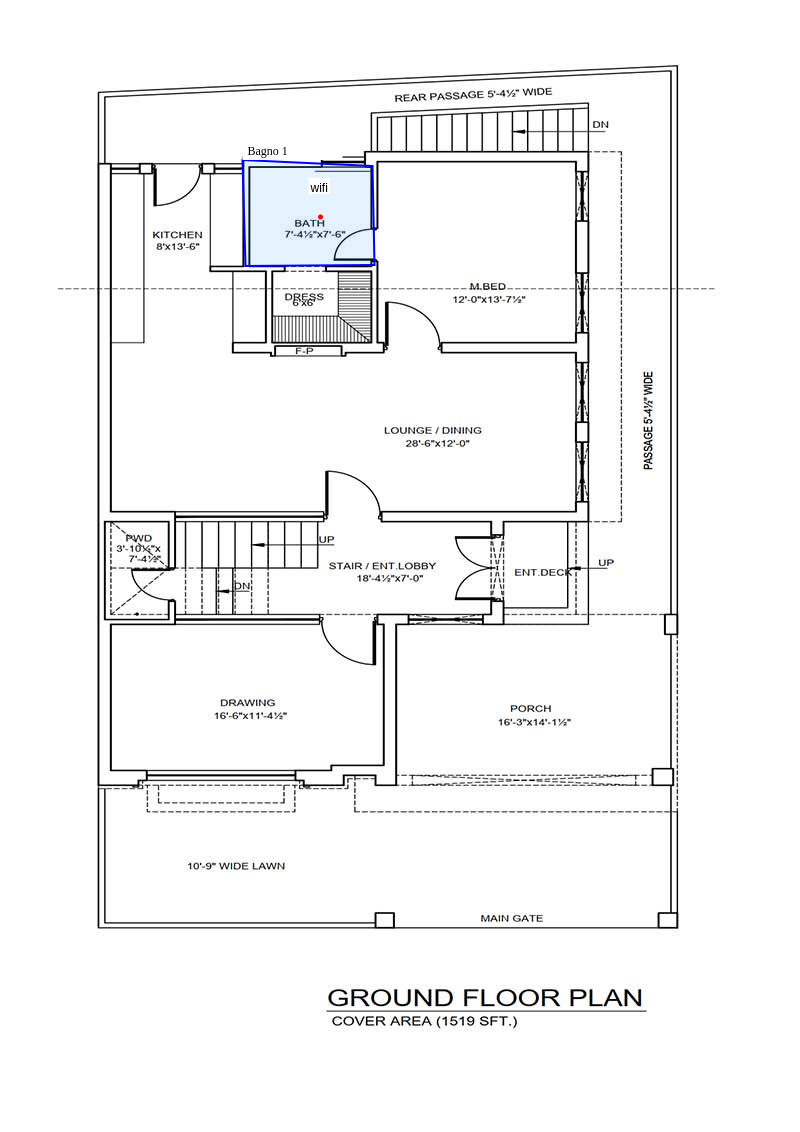 REAR PASSAGE 5'-4½" WIDE
DN
Bagno 1
wifi
BATH
7'-4½"x7'-6"
KITCHEN
8'x13'-6"
M.BED
12'-0"x13'-7½"
DRESS
6'x6'
F-P
PASSAGE 5'-4½" WIDE
LOUNGE / DINING
28'-6"x12'-0"
PWD
3'-10½"x
7'-4½"
UP
DN
STAIR / ENT.LOBBY
18'-4½"x7'-0"
UP
ENT.DECK
DRAWING
16'-6"x11'-4½"
PORCH
16'-3"x14'-1½"
10'-9" WIDE LAWN
MAIN GATE
GROUND FLOOR PLAN
COVER AREA (1519 SFT.)